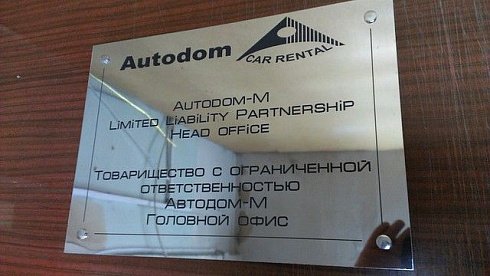 Autodom
CAR RENTAL
Autodom-M
Limited Liability Partnership
Head office
Товарищество с ограниченной
ответственностью
Автодом-М
Головной офис